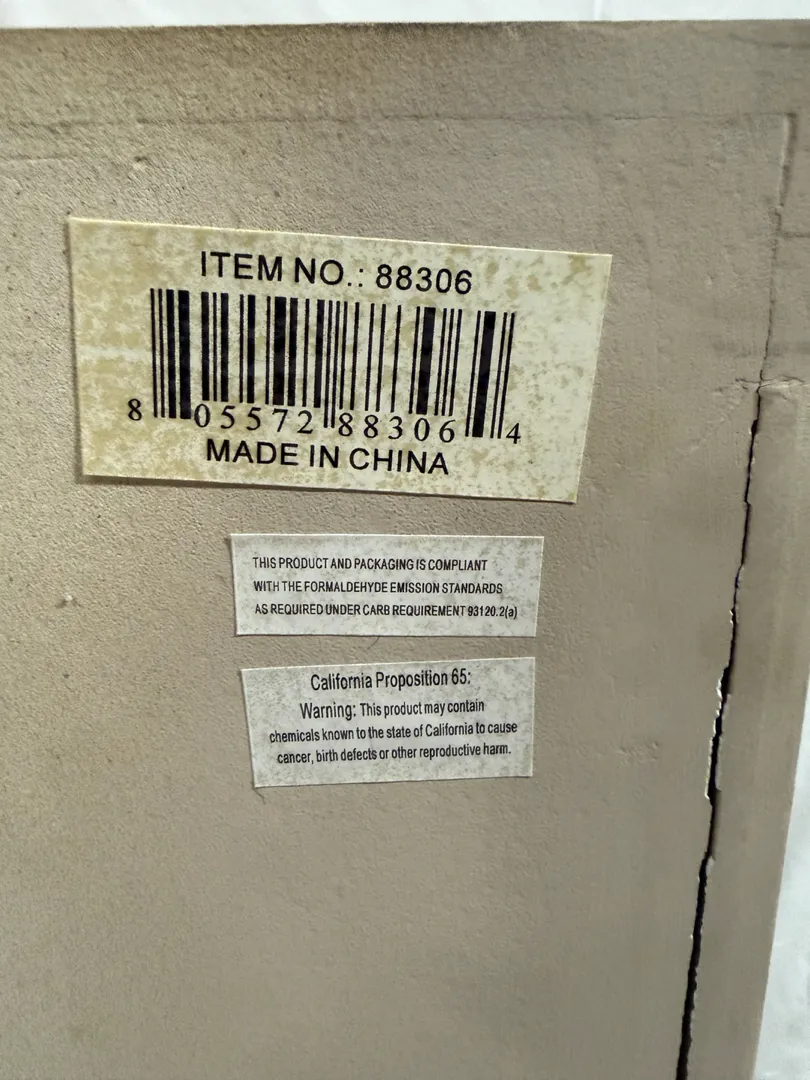 ITEM NO.: 88306
8 05572 88306 4
MADE IN CHINA
THIS PRODUCT AND PACKAGING IS COMPLIANT
WITH THE FORMALDEHYDE EMISSION STANDARDS
AS REQUIRED UNDER CARB REQUIREMENT 93120.2(a)
California Proposition 65:
Warning: This product may contain
chemicals known to the state of California to cause
cancer, birth defects or other reproductive harm.